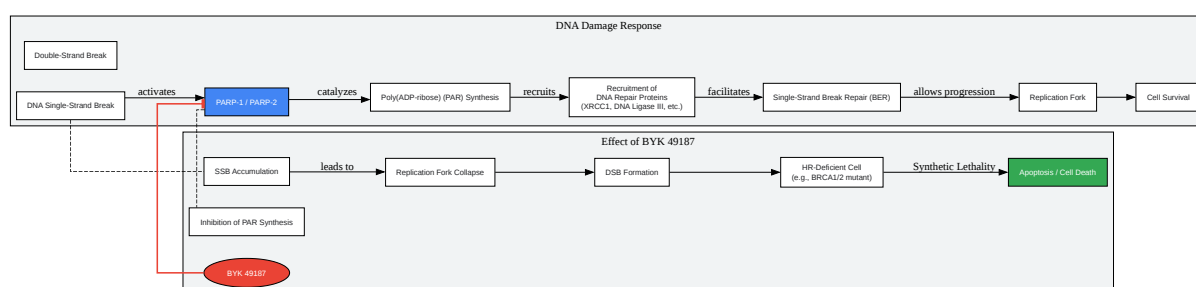 DNA Damage Response
Double-Strand Break
DNA Single-Strand Break
activates
PARP-1 / PARP-2
catalyzes
Poly(ADP-ribose) (PAR) Synthesis
recruits
Recruitment of
DNA Repair Proteins
(XRCC1, DNA Ligase III, etc.)
facilitates
Single-Strand Break Repair (BER)
allows progression
Replication Fork
Cell Survival
Effect of BYK 49187
SSB Accumulation
leads to
Replication Fork Collapse
DSB Formation
HR-Deficient Cell
(e.g., BRCA1/2 mutant)
Synthetic Lethality
Apoptosis / Cell Death
Inhibition of PAR Synthesis
BYK 49187